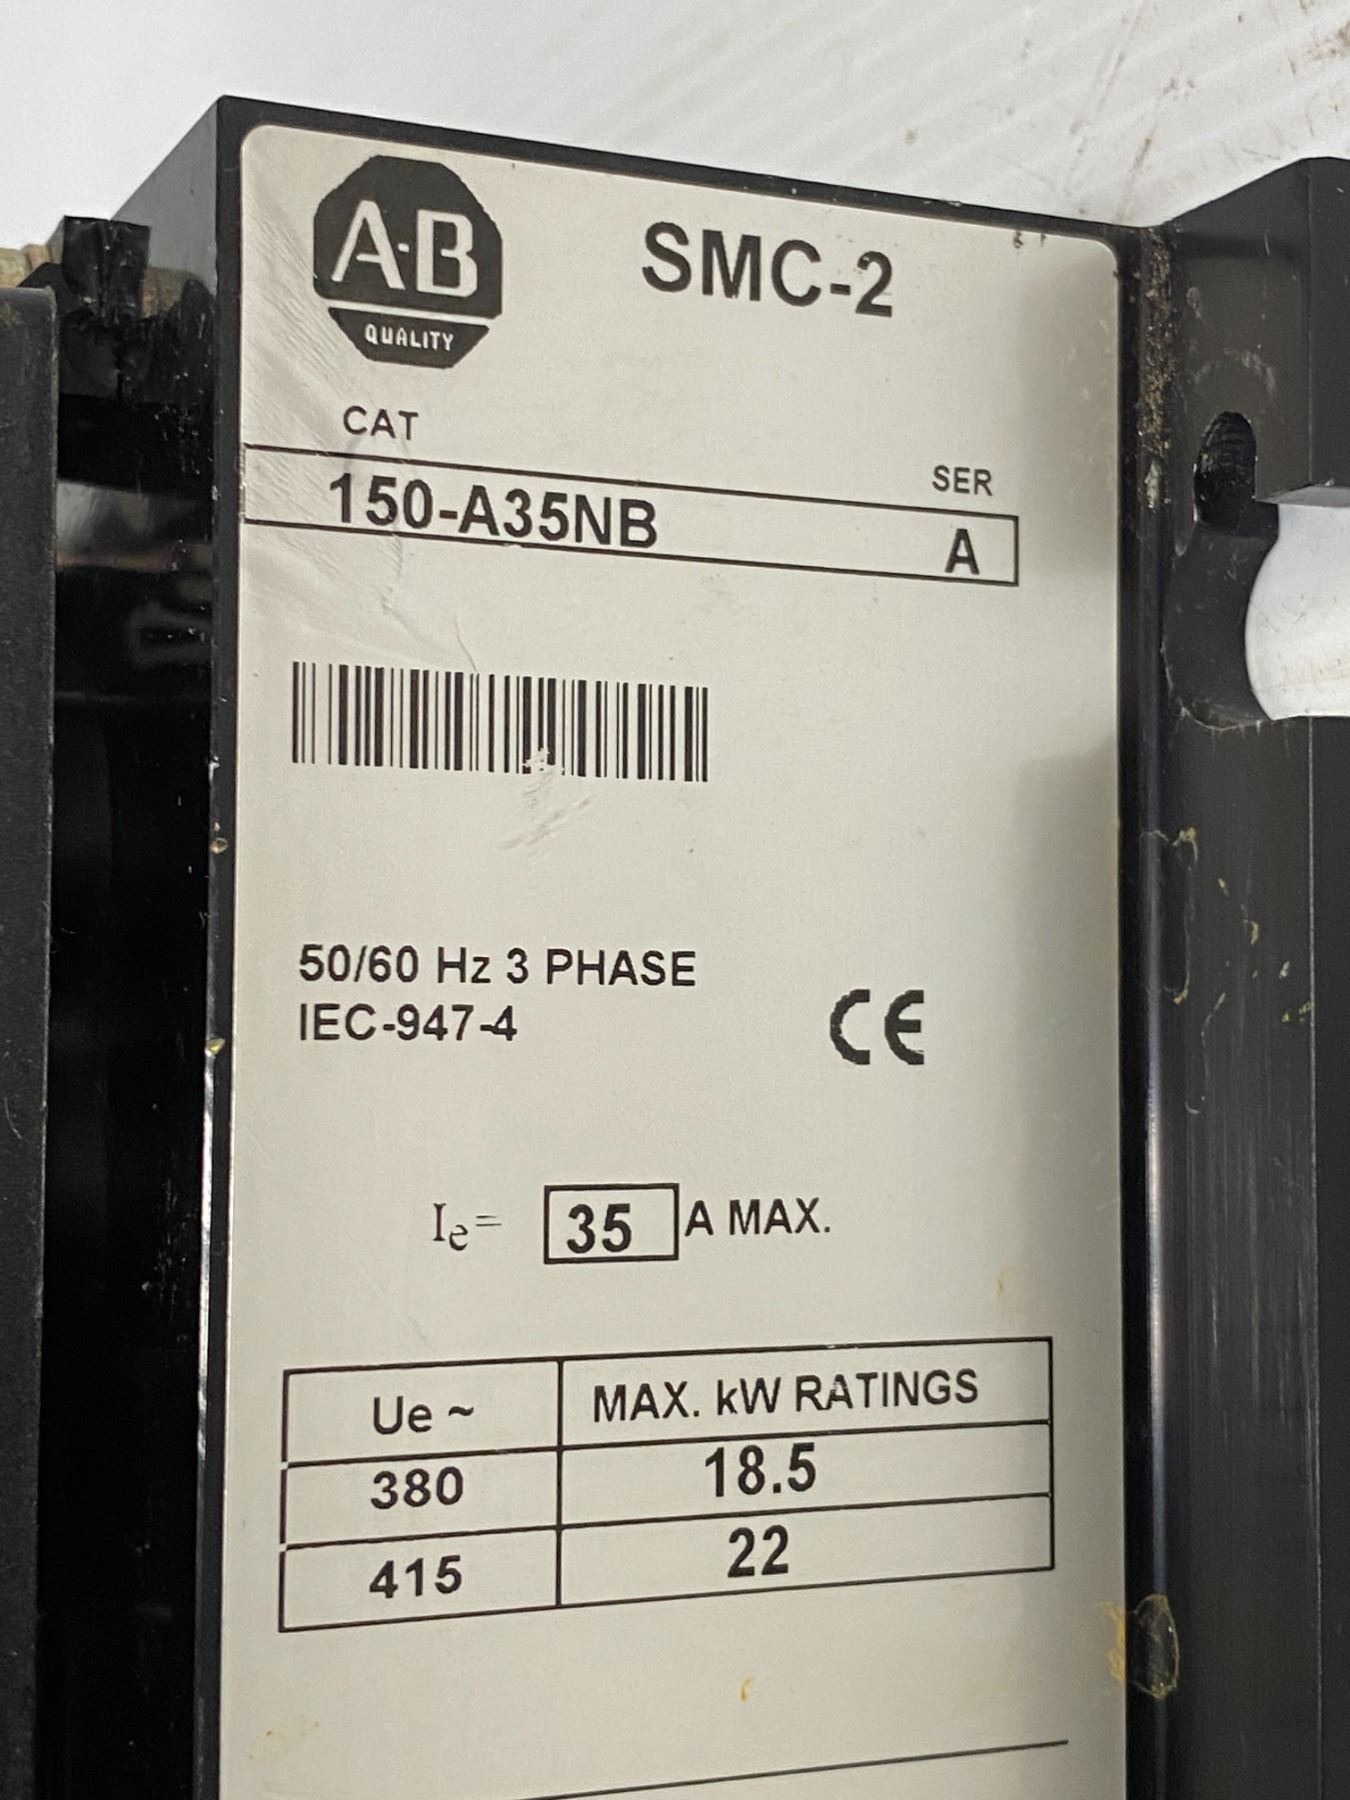 A-B
QUALITY
SMC-2
CAT
SER
150-A35NB
A
50/60 Hz 3 PHASE
IEC-947-4
CE
Ie= 35 A MAX.
Ue ~ MAX. kW RATINGS
380 18.5
415 22